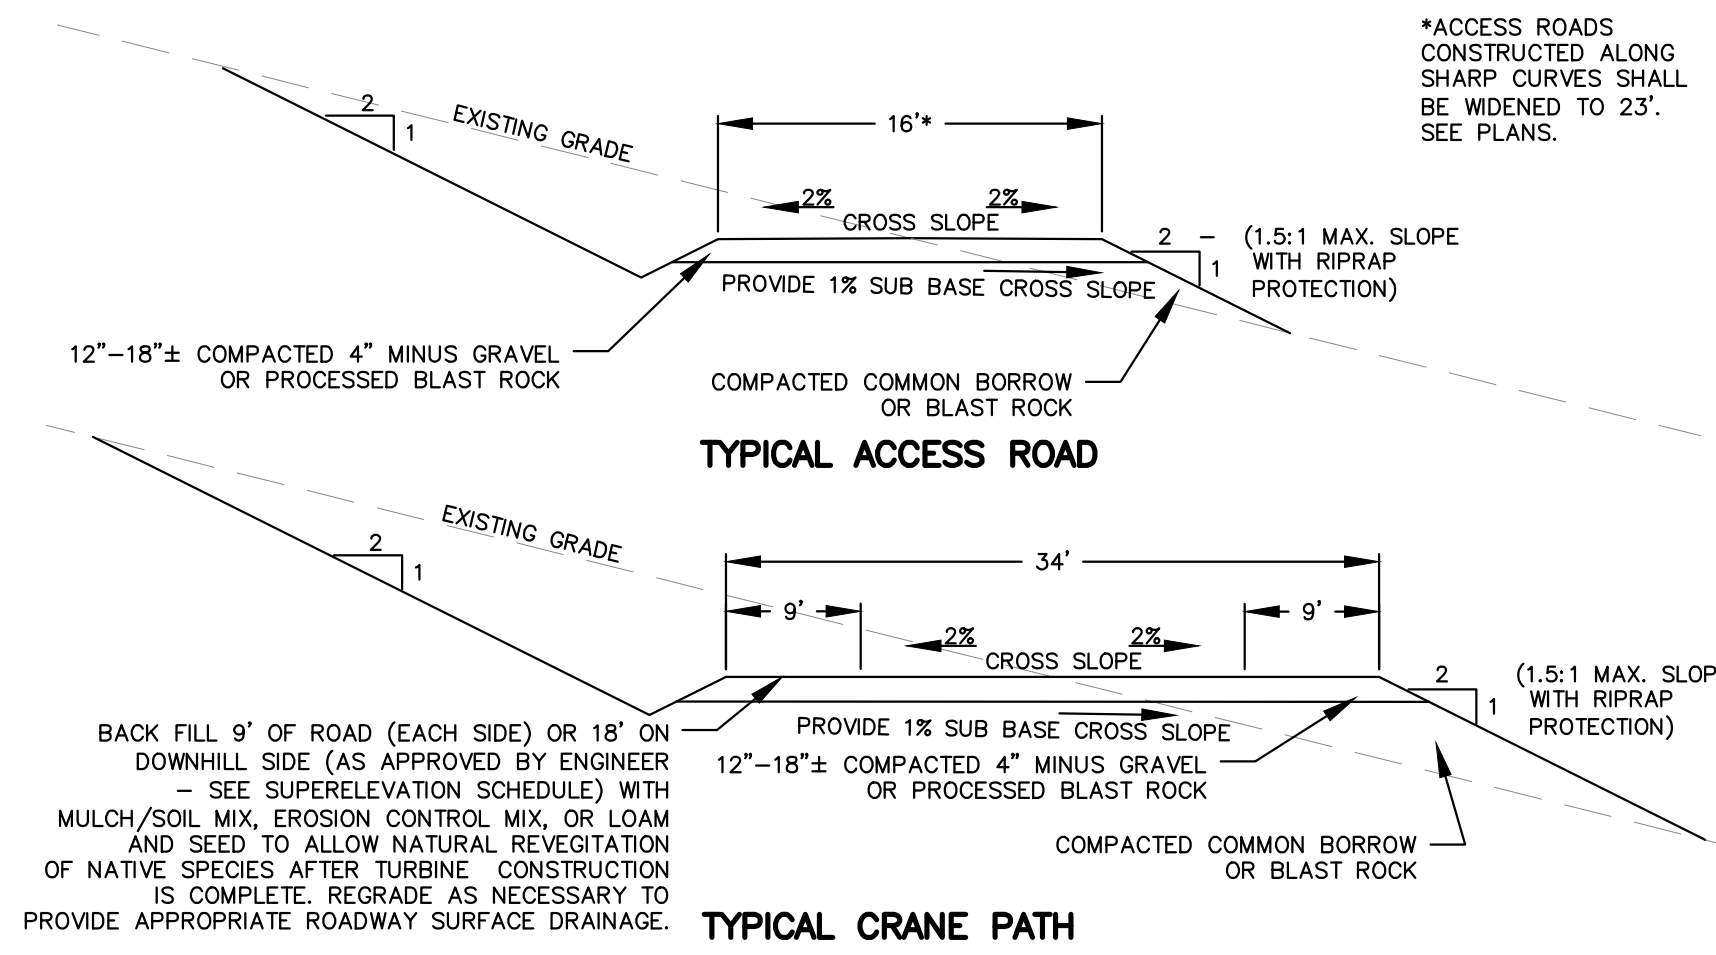 *ACCESS ROADS
CONSTRUCTED ALONG
SHARP CURVES SHALL
BE WIDENED TO 23'.
SEE PLANS.
2
1
EXISTING GRADE
16'*
2%
2%
CROSS SLOPE
2 – (1.5:1 MAX. SLOPE
1 WITH RIPRAP
PROTECTION)
PROVIDE 1% SUB BASE CROSS SLOPE
12"–18"± COMPACTED 4" MINUS GRAVEL
OR PROCESSED BLAST ROCK
COMPACTED COMMON BORROW
OR BLAST ROCK
TYPICAL ACCESS ROAD
EXISTING GRADE
2
1
34'
9'
9'
2%
2%
CROSS SLOPE
2
1
(1.5:1 MAX. SLOP
WITH RIPRAP
PROTECTION)
PROVIDE 1% SUB BASE CROSS SLOPE
12"–18"± COMPACTED 4" MINUS GRAVEL
OR PROCESSED BLAST ROCK
BACK FILL 9' OF ROAD (EACH SIDE) OR 18' ON
DOWNHILL SIDE (AS APPROVED BY ENGINEER
– SEE SUPERELEVATION SCHEDULE) WITH
MULCH/SOIL MIX, EROSION CONTROL MIX, OR LOAM
AND SEED TO ALLOW NATURAL REVEGITATION
OF NATIVE SPECIES AFTER TURBINE CONSTRUCTION
IS COMPLETE. REGRADE AS NECESSARY TO
PROVIDE APPROPRIATE ROADWAY SURFACE DRAINAGE.
COMPACTED COMMON BORROW
OR BLAST ROCK
TYPICAL CRANE PATH